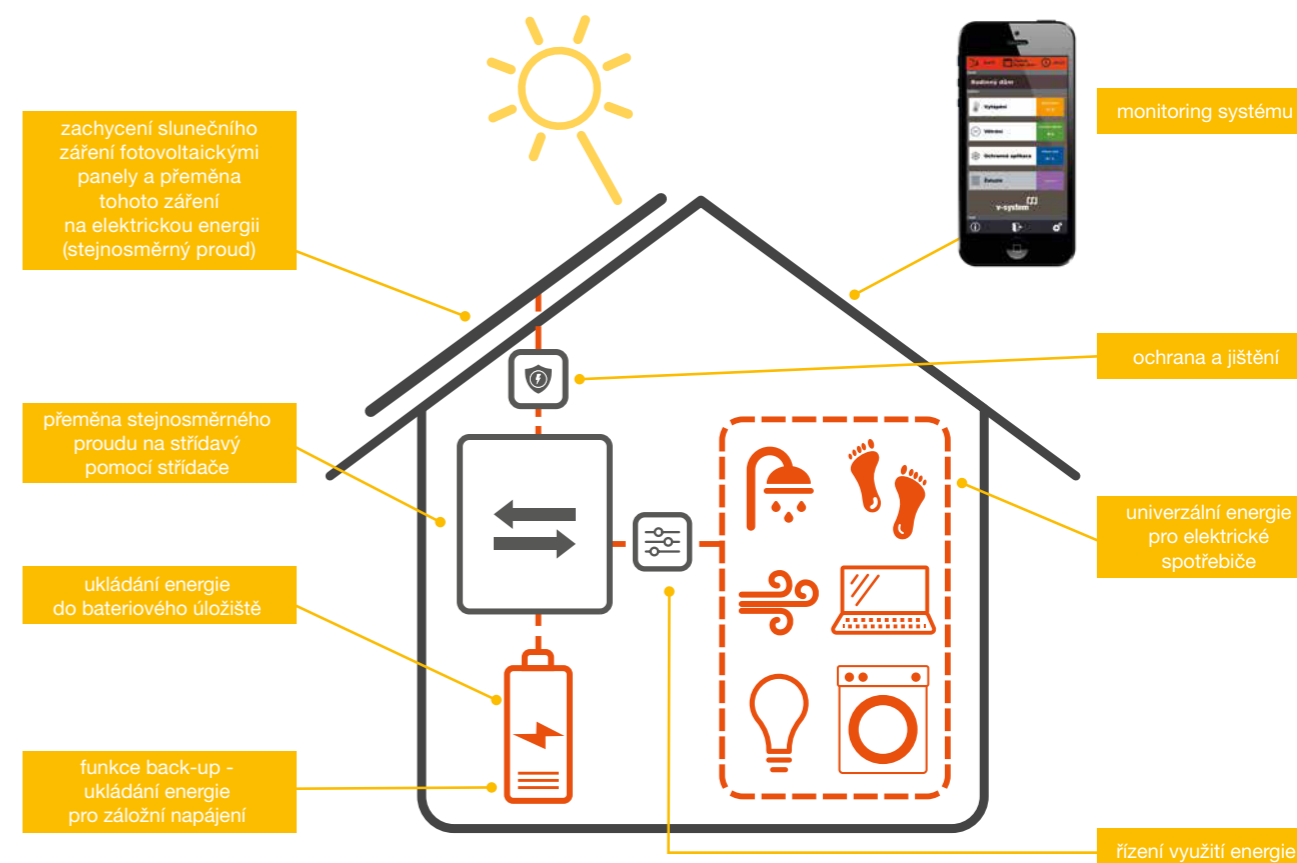 zachycení slunečního
záření fotovoltaickými
panely a přeměna
tohoto záření
na elektrickou energii
(stejnosměrný proud)
přeměna stejnosměrného
proudu na střídavý
pomocí střídače
ukládání energie
do bateriového úložiště
funkce back-up -
ukládání energie
pro záložní napájení
Rodinný dům
Vytápění
Větrání
Ochranná aplikace
Žaluzie
v-system
monitoring systému
ochrana a jištění
univerzální energie
pro elektrické
spotřebiče
řízení využití energie